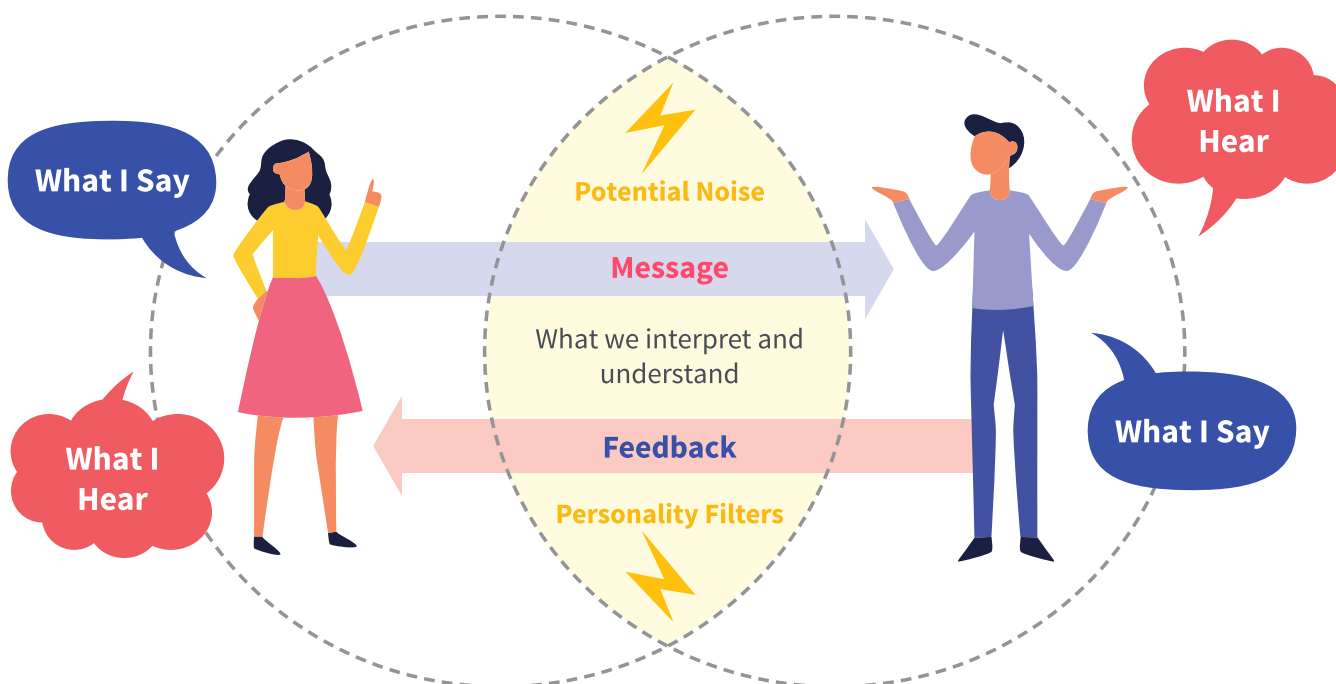 What I Say
What I
Hear
Potential Noise
Message
What we interpret and
understand
Feedback
Personality Filters
What I
Hear
What I Say